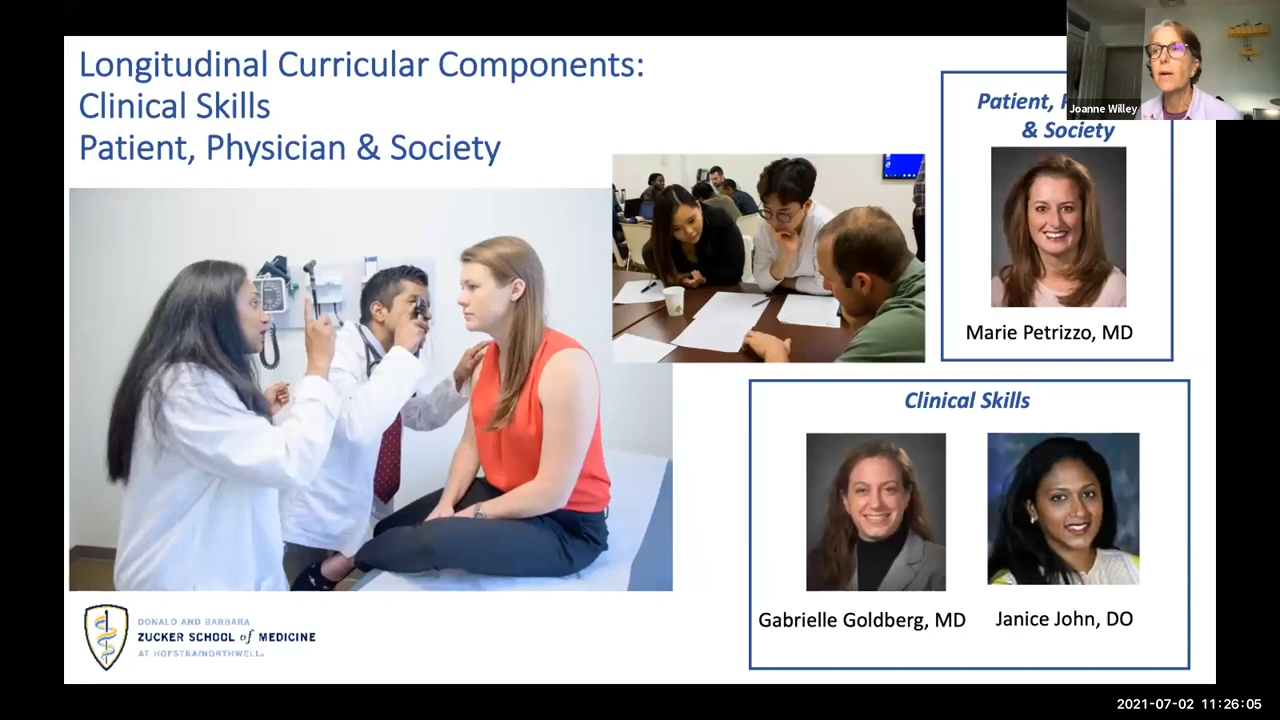 Longitudinal Curricular Components:
Clinical Skills
Patient, Physician & Society
Joanne Willey
Patient,
& Society
Marie Petrizzo, MD
Clinical Skills
Gabrielle Goldberg, MD
Janice John, DO
DONALD AND BARBARA
ZUCKER SCHOOL of MEDICINE
AT HOFSTRA/NORTHWELL
2021-07-02 11:26:05